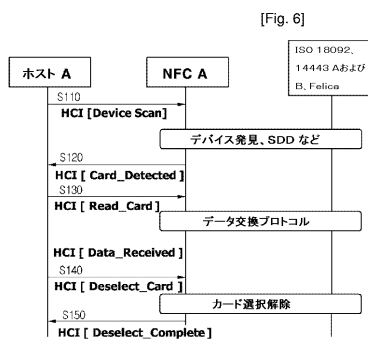 [Fig. 6]
ISO 18092,
14443 Aおよび
B、Felica
ホスト A
NFC A
S110
HCI [Device Scan]
デバイス発見、SDD など
S120
HCI [ Card_Detected ]
S130
HCI [ Read_Card ]
データ交換プロトコル
HCI [ Data_Received ]
S140
HCI [ Deselect_Card ]
カード選択解除
S150
HCI [ Deselect_Complete ]